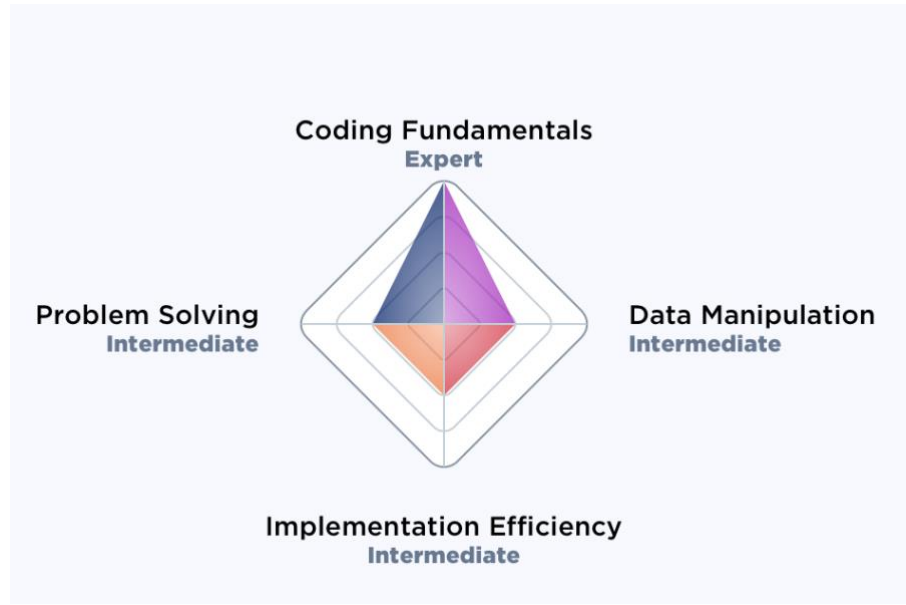 Coding Fundamentals
Expert
Problem Solving
Intermediate
Data Manipulation
Intermediate
Implementation Efficiency
Intermediate